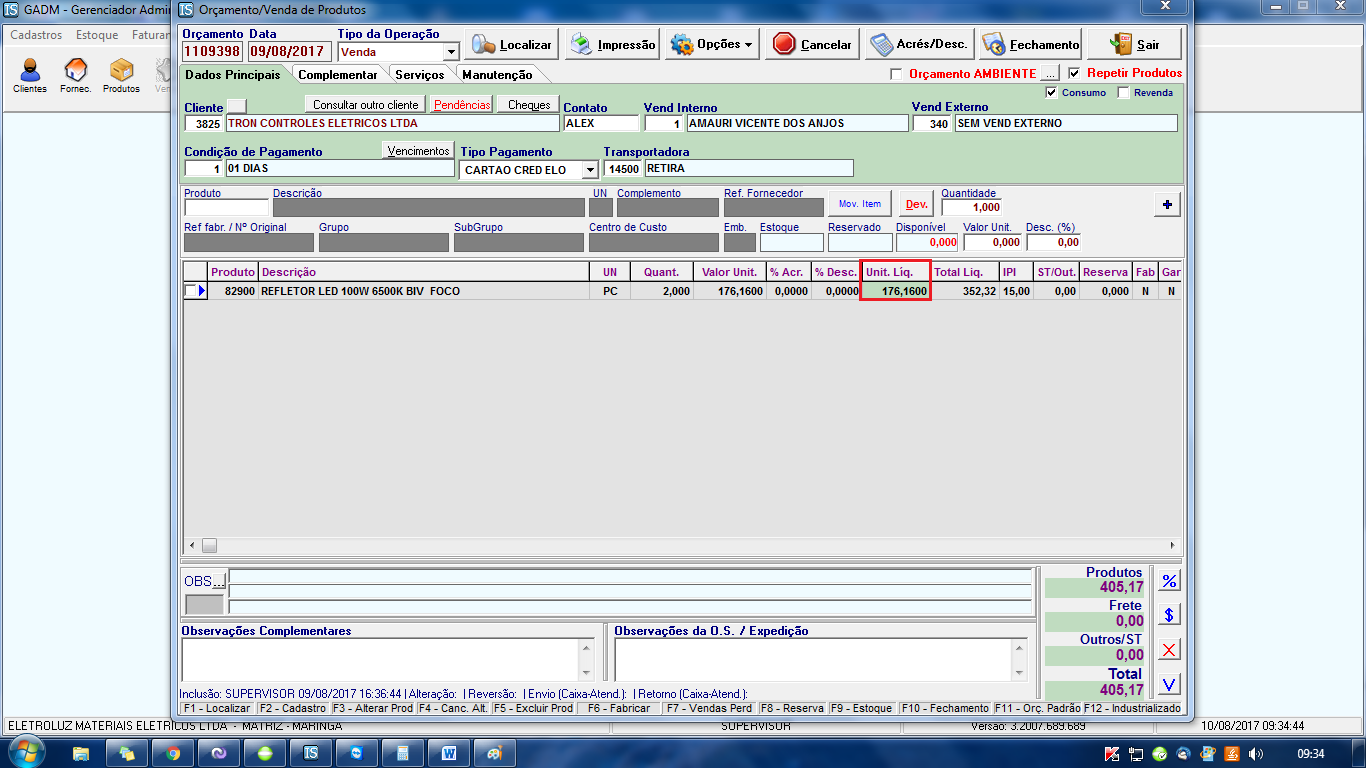 GADM - Gerenciador Admi
Orçamento/Venda de Produtos
Cadastros Estoque Faturar
Clientes Fornec. Produtos Ven
Orçamento Data Tipo da Operação
1109398 09/08/2017 Venda
Localizar Impressão Opções Cancelar Acrés/Desc. Fechamento Sair
Dados Principais Complementar Serviços Manutenção
Orçamento AMBIENTE ... Repetir Produtos
Consumo Revenda
Cliente Consultar outro cliente Pendências Cheques Contato Vend Interno Vend Externo
3825 TRON CONTROLES ELETRICOS LTDA ALEX 1 AMAURI VICENTE DOS ANJOS 340 SEM VEND EXTERNO
Condição de Pagamento Vencimentos Tipo Pagamento Transportadora
1 01 DIAS CARTAO CRED ELO 14500 RETIRA
Produto Descrição UN Complemento Ref. Fornecedor Mov. Item Dev. Quantidade
1,000 +
Ref fabr. / Nº Original Grupo SubGrupo Centro de Custo Emb. Estoque Reservado Disponível Valor Unit. Desc. (%)
0,000 0,000 0,00
Produto Descrição UN Quant. Valor Unit. % Acr. % Desc. Unit. Liq. Total Liq. IPI ST/Out. Reserva Fab Gar
82900 REFLETOR LED 100W 6500K BIV FOCO PC 2,000 176,1600 0,0000 0,0000 176,1600 352,32 15,00 0,00 0,000 N N
OBS...
Produtos
405,17 %
Frete
0,00 $
Outros/ST
0,00 X
Total
405,17 V
Observações Complementares Observações da O.S. / Expedição
Inclusão: SUPERVISOR 09/08/2017 16:36:44 | Alteração: | Reversão: | Envio (Caixa-Atend.): | Retorno (Caixa-Atend.):
F1 - Localizar F2 - Cadastro F3 - Alterar Prod F4 - Canc. Alt. F5 - Excluir Prod F6 - Fabricar F7 - Vendas Perd F8 - Reserva F9 - Estoque F10 - Fechamento F11 - Orç. Padrão F12 - Industrializado
ELETROLUZ MATERIAIS ELETRICOS LTDA - MATRIZ - MARINGA SUPERVISOR Versão: 3.2007.689.689 10/08/2017 09:34:44
09:34